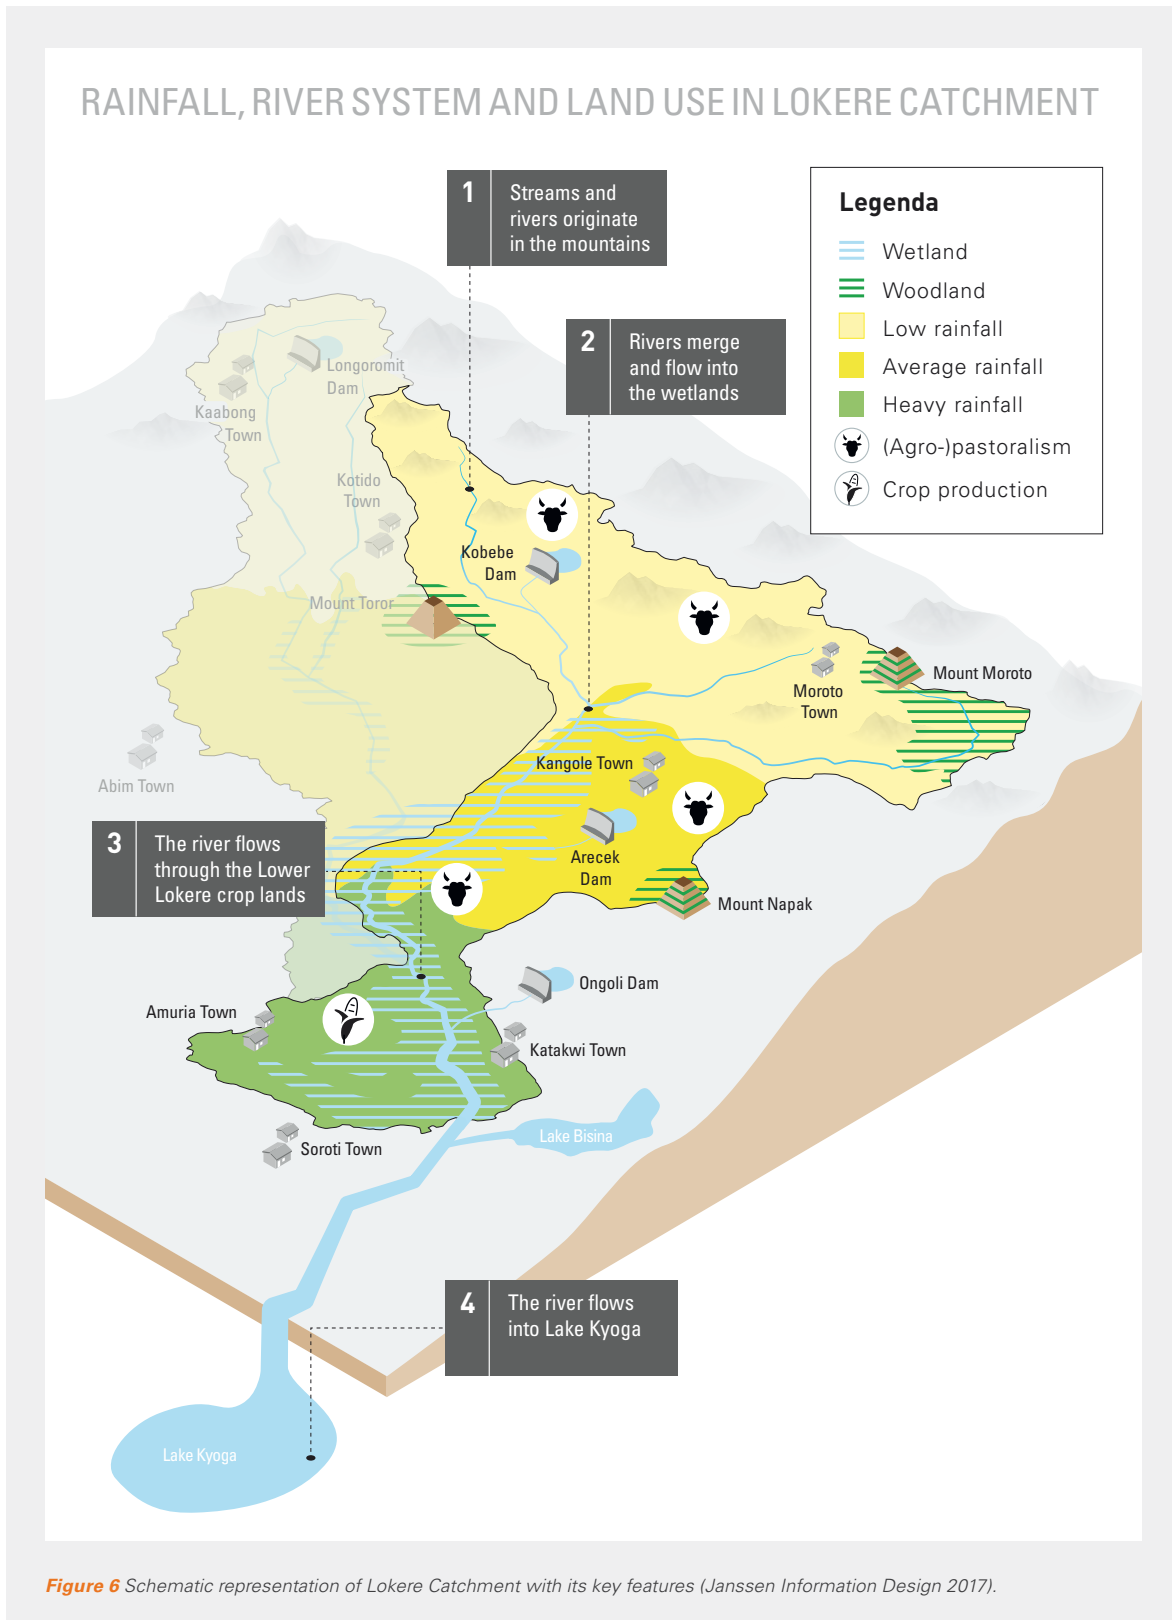 RAINFALL, RIVER SYSTEM AND LAND USE IN LOKERE CATCHMENT
1
Streams and
rivers originate
in the mountains
Legenda
Wetland
Woodland
Low rainfall
Average rainfall
Heavy rainfall
(Agro-)pastoralism
Crop production
2
Rivers merge
and flow into
the wetlands
Longoromit
Dam
Kaabong
Town
Kotido
Town
Kobebe
Dam
Mount Toror
Mount Moroto
Moroto
Town
Kangole Town
Abim Town
3
The river flows
through the Lower
Lokere crop lands
Arecek
Dam
Mount Napak
Ongoli Dam
Amuria Town
Katakwi Town
Lake Bisina
Soroti Town
4
The river flows
into Lake Kyoga
Lake Kyoga
Figure 6 Schematic representation of Lokere Catchment with its key features (Janssen Information Design 2017).